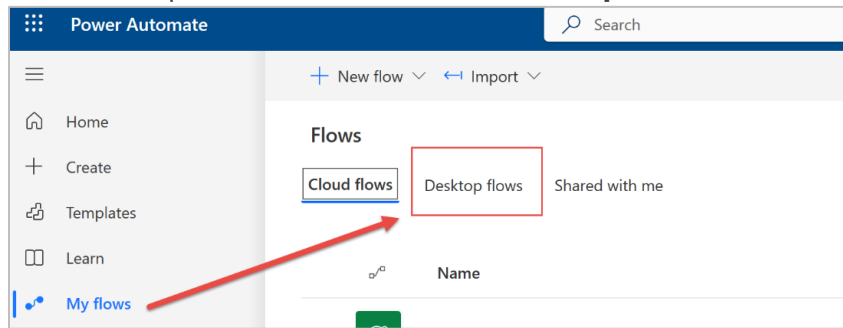 Power Automate
Search
New flow
Import
Home
Create
Templates
Learn
My flows
Flows
Cloud flows
Desktop flows
Shared with me
Name